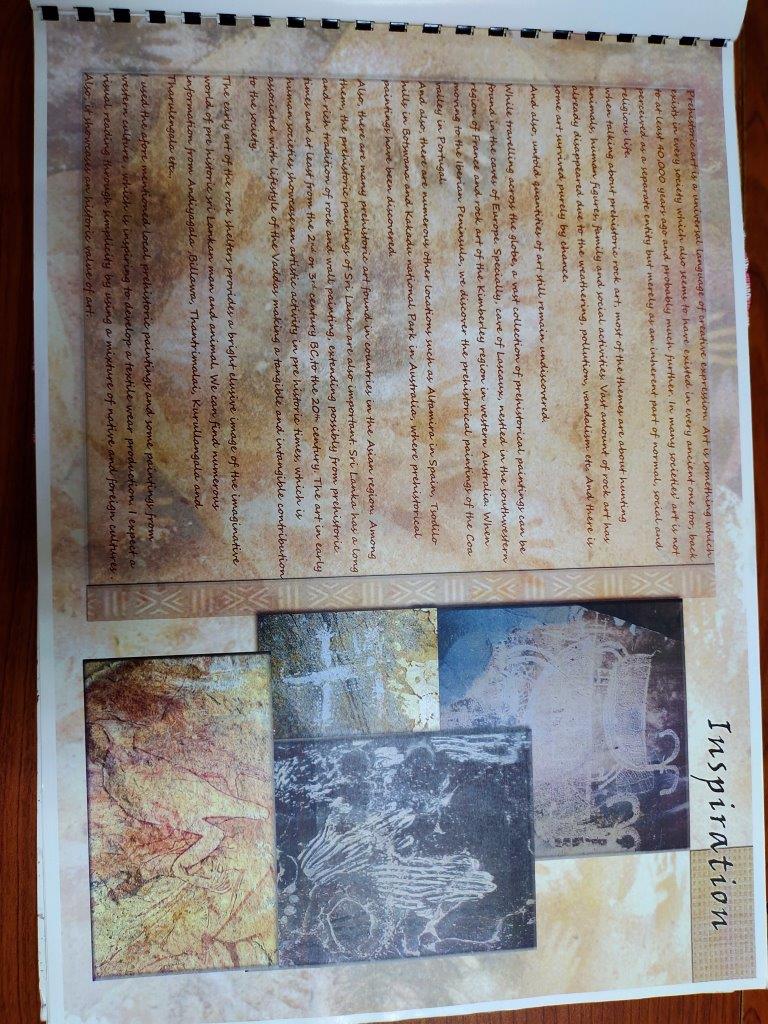 Inspiration
Prehistoric art is a universal language of creative expression. Art is something which
exists in every society which also seems to have existed in every ancient one too, back
to at least 40,000 years ago and probably much further. In many societies' art is not
perceived as a separate entity but merely as an inherent part of normal, social and
religious life.
when talking about prehistoric rock art, most of the themes are about hunting
animals, human figures, family and social activities. Vast amount of rock art has
already disappeared due to the weathering, pollution, vandalism etc. And there is
some art survived purely by chance.
And also, untold quantities of art still remain undiscovered.
While travelling across the globe, a vast collection of prehistorical paintings can be
found in the caves of Europe. Specially, cave of Lascaux, nestled in the southwestern
region of France and rock art of the Kimberley region in western Australia. When
moving to the Iberian Peninsula, we discover the prehistorical paintings of the Coa
valley in Portugal.
And also, there are numerous other locations such as Altamira in Spain, Tsodilo
hills in Botswana and Kakadu national Park in Australia, where prehistorical
paintings have been discovered.
Also, there are many prehistoric art found in countries in the Asian region. Among
them, the prehistoric paintings of Sri Lanka are also important. Sri Lanka has a long
and rich tradition of rock and wall painting, extending possibly from prehistoric
times and at least from the 2nd or 3rd century BC,to the 20th century. The art in early
human societies showcase an artistic activity in pre historic times, which is
associated with lifestyle of the Vaddas making a tangible and intangible contribution
to the society.
The early art of the rock shelters provides a bright elusive image of the imaginative
world of pre historic sri Lankan man and animal. We can find numerous
information from Andiyagala ,Billawa, Thantrimalai, Kurullangala and
Tharulengala etc...
I used the afore mentioned local prehistoric paintings and some paintings from
western culture , which is inspiring to develop a textile wear production. I expect a
visual reading through simplicity by using a mixture of native and foreign cultures .
Also, it showcases an historic value of art.